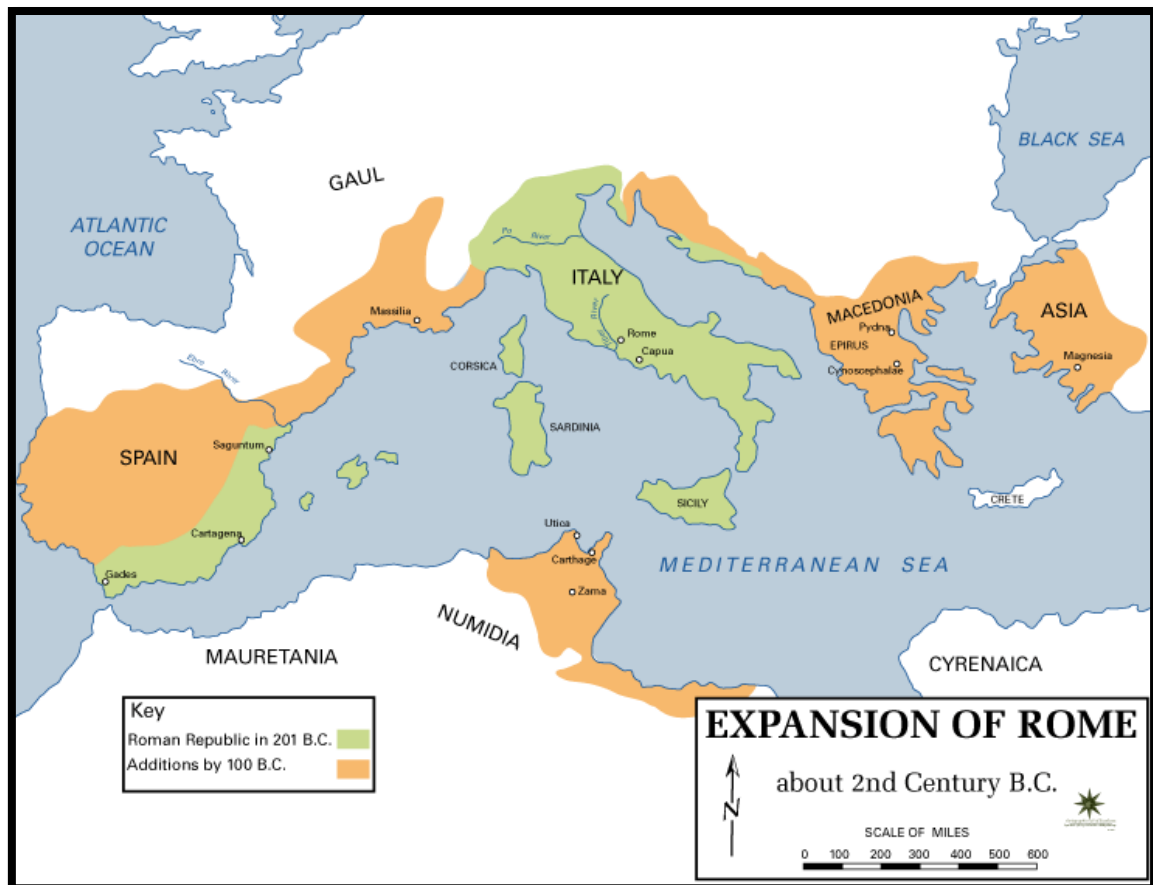 BLACK SEA
GAUL
ATLANTIC
OCEAN
Po River
ITALY
MACEDONIA
ASIA
Massilia
Rome
Pydna
EPIRUS
Capua
Magnesia
Ebro River
CORSICA
Cynoscephalae
SARDINIA
Saguntum
SPAIN
CRETE
SICILY
Utica
Cartagena
Carthage
MEDITERRANEAN SEA
Gades
Zama
NUMIDIA
MAURETANIA
CYRENAICA
Key
Roman Republic in 201 B.C.
Additions by 100 B.C.
EXPANSION OF ROME
about 2nd Century B.C.
N
SCALE OF MILES
0 100 200 300 400 500 600